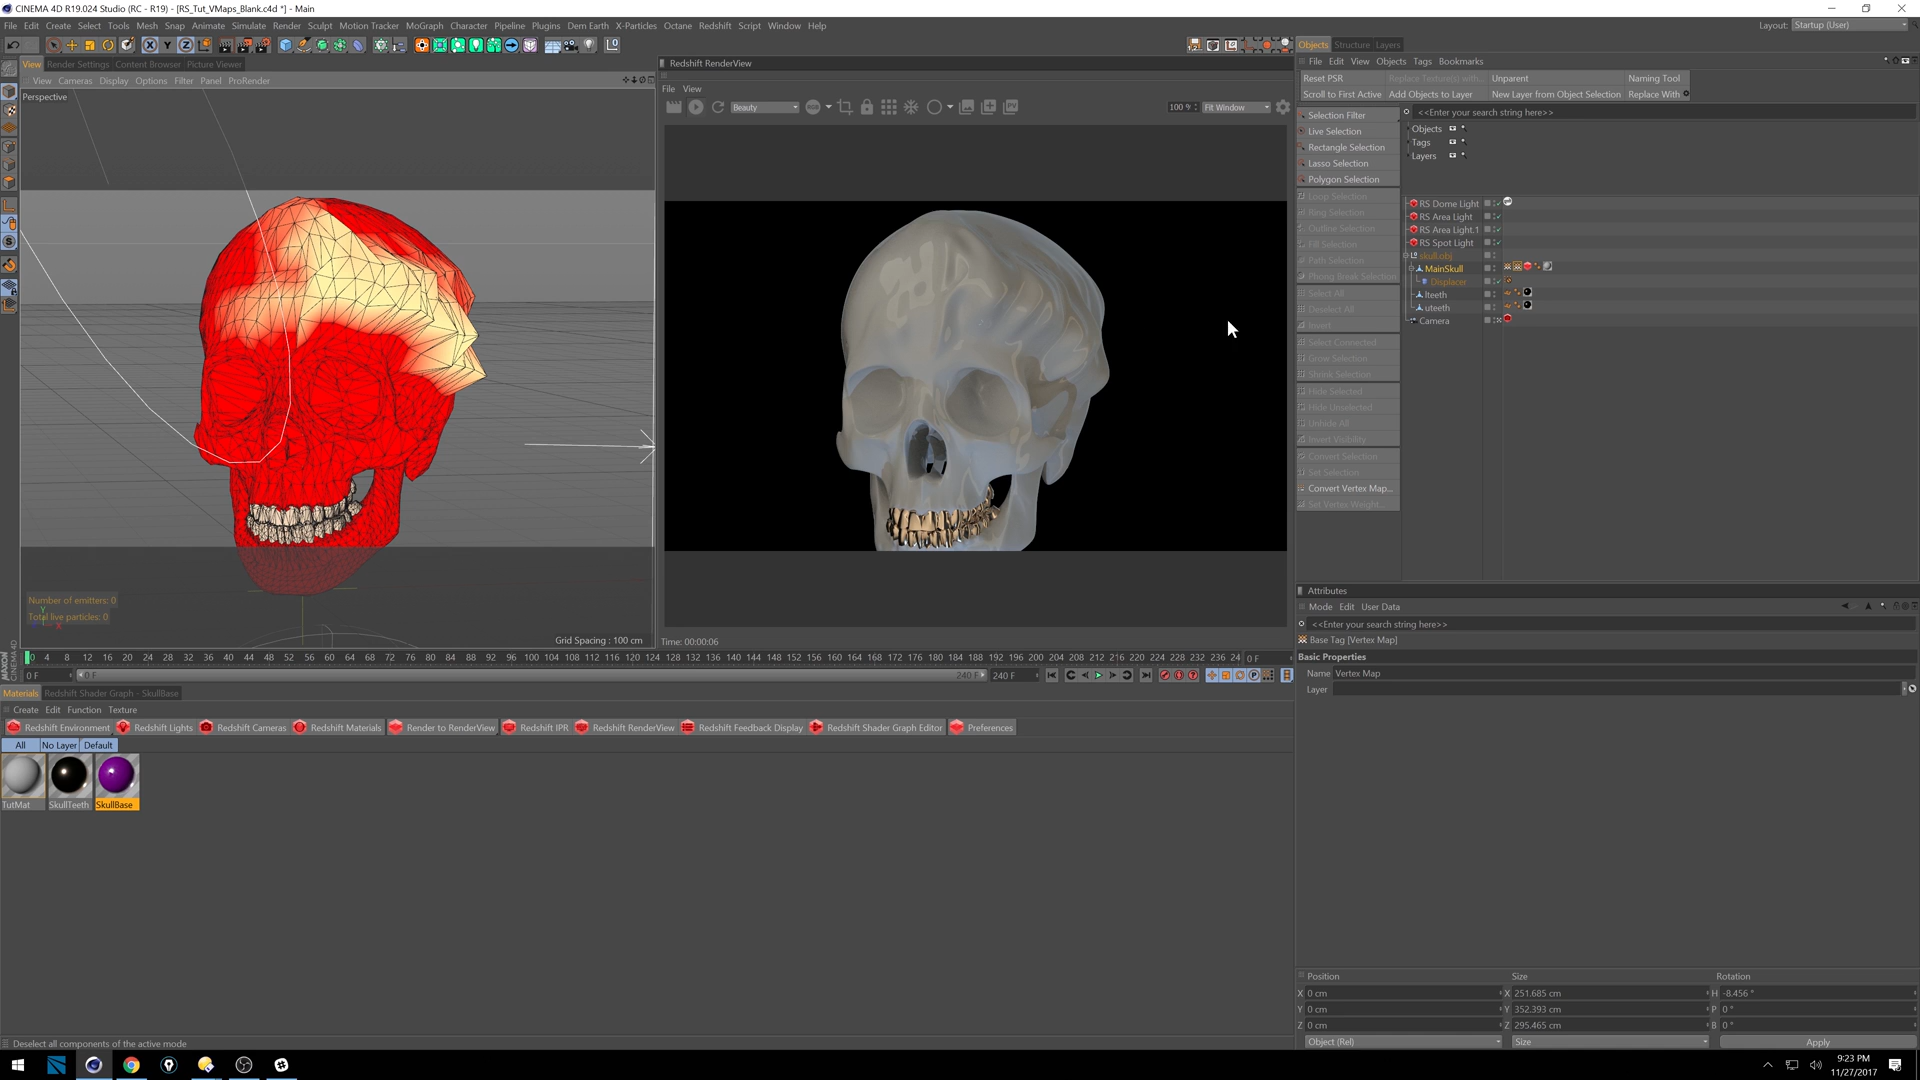 CINEMA 4D R19.024 Studio (RC - R19) - [RS_Tut_VMaps_Blank.c4d *] - Main
File Edit Create Select Tools Mesh Snap Animate Simulate Render Sculpt Motion Tracker MoGraph Character Pipeline Plugins Dem Earth X-Particles Octane Redshift Script Window Help
Layout: Startup (User)
View Render Settings Content Browser Picture Viewer
View Cameras Display Options Filter Panel ProRender
Perspective
Number of emitters: 0
Total live particles: 0
Grid Spacing : 100 cm
Redshift RenderView
File View
Beauty
100 %
Fit Window
Time: 00:00:06
Objects Structure Layers
File Edit View Objects Tags Bookmarks
Reset PSR Replace Texture(s) with... Unparent Naming Tool
Scroll to First Active Add Objects to Layer New Layer from Object Selection Replace With
Selection Filter
Live Selection
Rectangle Selection
Lasso Selection
Polygon Selection
Loop Selection
Ring Selection
Outline Selection
Fill Selection
Path Selection
Phong Break Selection
Select All
Deselect All
Invert
Select Connected
Grow Selection
Shrink Selection
Hide Selected
Hide Unselected
Unhide All
Invert Visibility
Convert Selection
Set Selection
Convert Vertex Map...
Set Vertex Weight...
<<Enter your search string here>>
Objects
Tags
Layers
RS Dome Light
RS Area Light
RS Area Light.1
RS Spot Light
skull.obj
MainSkull
Displacer
lteeth
uteeth
Camera
Attributes
Mode Edit User Data
<<Enter your search string here>>
Base Tag [Vertex Map]
Basic Properties
Name Vertex Map
Layer
0 4 8 12 16 20 24 28 32 36 40 44 48 52 56 60 64 68 72 76 80 84 88 92 96 100 104 108 112 116 120 124 128 132 136 140 144 148 152 156 160 164 168 172 176 180 184 188 192 196 200 204 208 212 216 220 224 228 232 236 24 0 F
0 F 0 F 240 F 240 F
MAXON
CINEMA 4D
Materials Redshift Shader Graph - SkullBase
Create Edit Function Texture
Redshift Environment Redshift Lights Redshift Cameras Redshift Materials Render to RenderView Redshift IPR Redshift RenderView Redshift Feedback Display Redshift Shader Graph Editor Preferences
All No Layer Default
TutMat SkullTeeth SkullBase
Position Size Rotation
X 0 cm X 251.685 cm H -8.456 °
Y 0 cm Y 352.393 cm P 0 °
Z 0 cm Z 295.465 cm B 0 °
Object (Rel) Size Apply
Deselect all components of the active mode
9:23 PM
11/27/2017